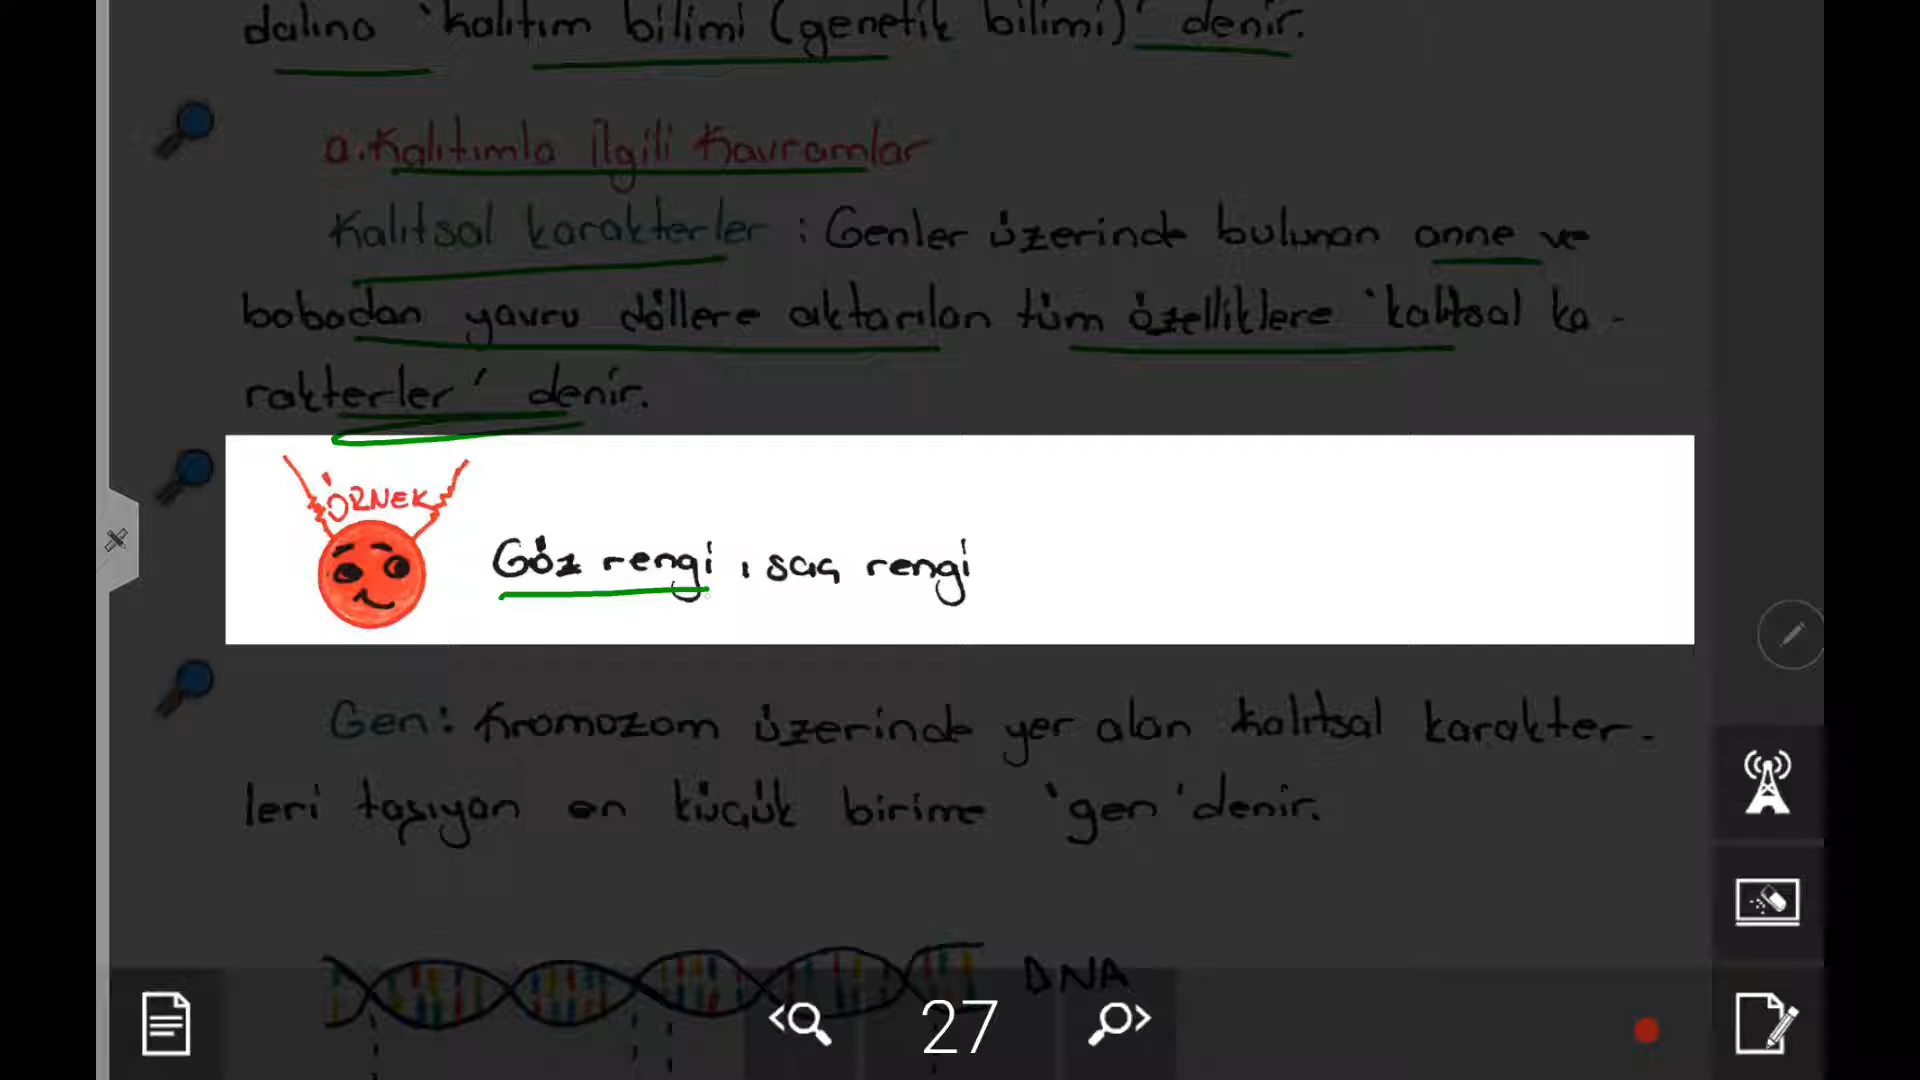 dalına 'kalıtım bilimi (genetik bilimi)' denir.
a.Kalıtımla ilgili Kavramlar
Kalıtsal karakterler : Genler üzerinde bulunan anne ve
babadan yavru döllere aktarılan tüm özelliklere 'kalıtsal ka-
rakterler' denir.
ÖRNEK
Göz rengi , saç rengi
Gen: Kromozom üzerinde yer alan kalıtsal karakter-
leri taşıyan en küçük birime 'gen' denir.
DNA
27